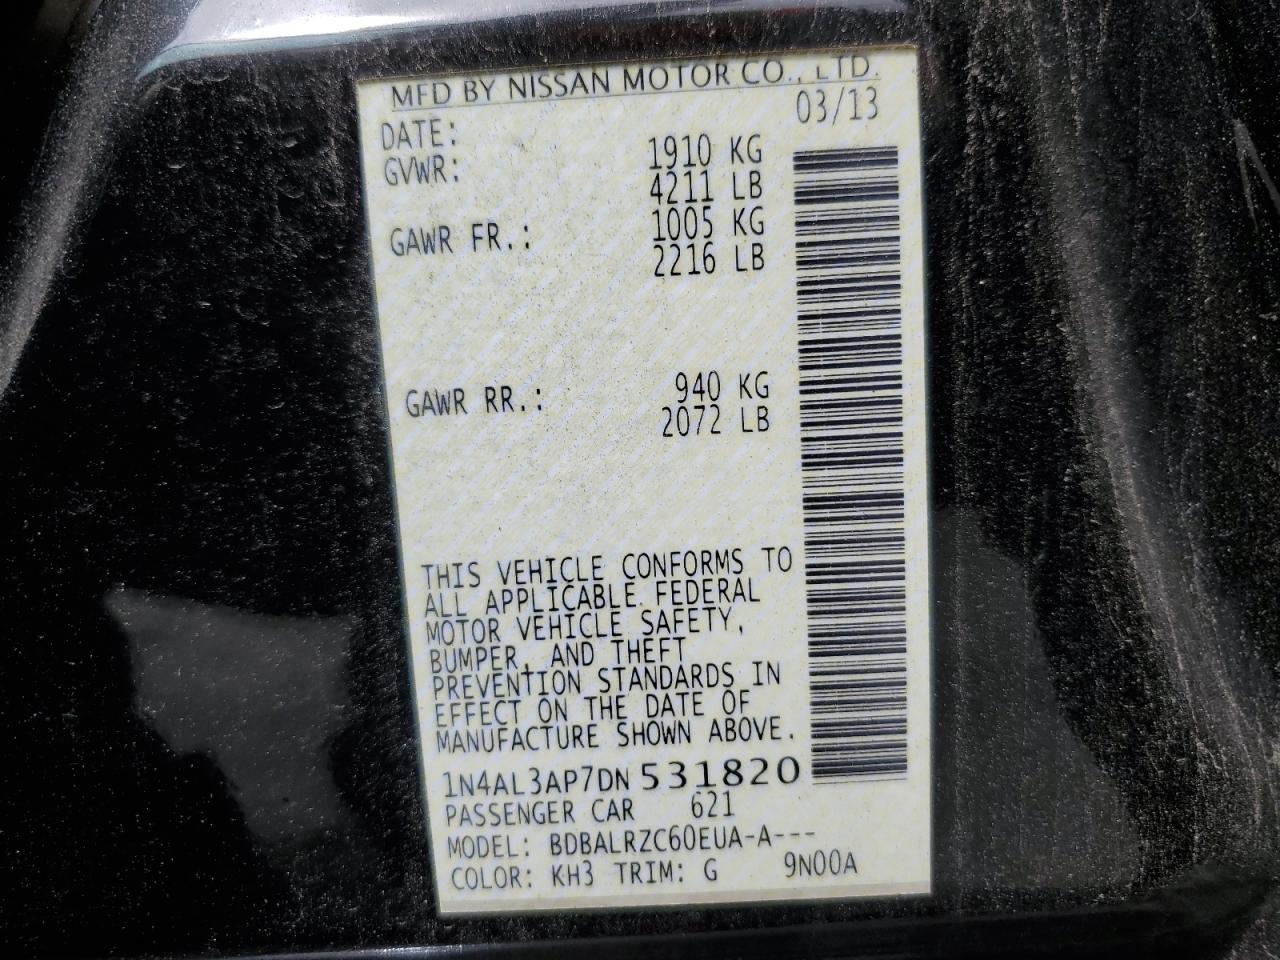 MFD BY NISSAN MOTOR CO., LTD.
DATE: 03/13
GVWR: 1910 KG
4211 LB
GAWR FR.: 1005 KG
2216 LB
GAWR RR.: 940 KG
2072 LB
THIS VEHICLE CONFORMS TO
ALL APPLICABLE FEDERAL
MOTOR VEHICLE SAFETY,
BUMPER, AND THEFT
PREVENTION STANDARDS IN
EFFECT ON THE DATE OF
MANUFACTURE SHOWN ABOVE.
1N4AL3AP7DN531820
PASSENGER CAR 621
MODEL: BDBALRZC60EUA-A---
COLOR: KH3 TRIM: G 9N00A